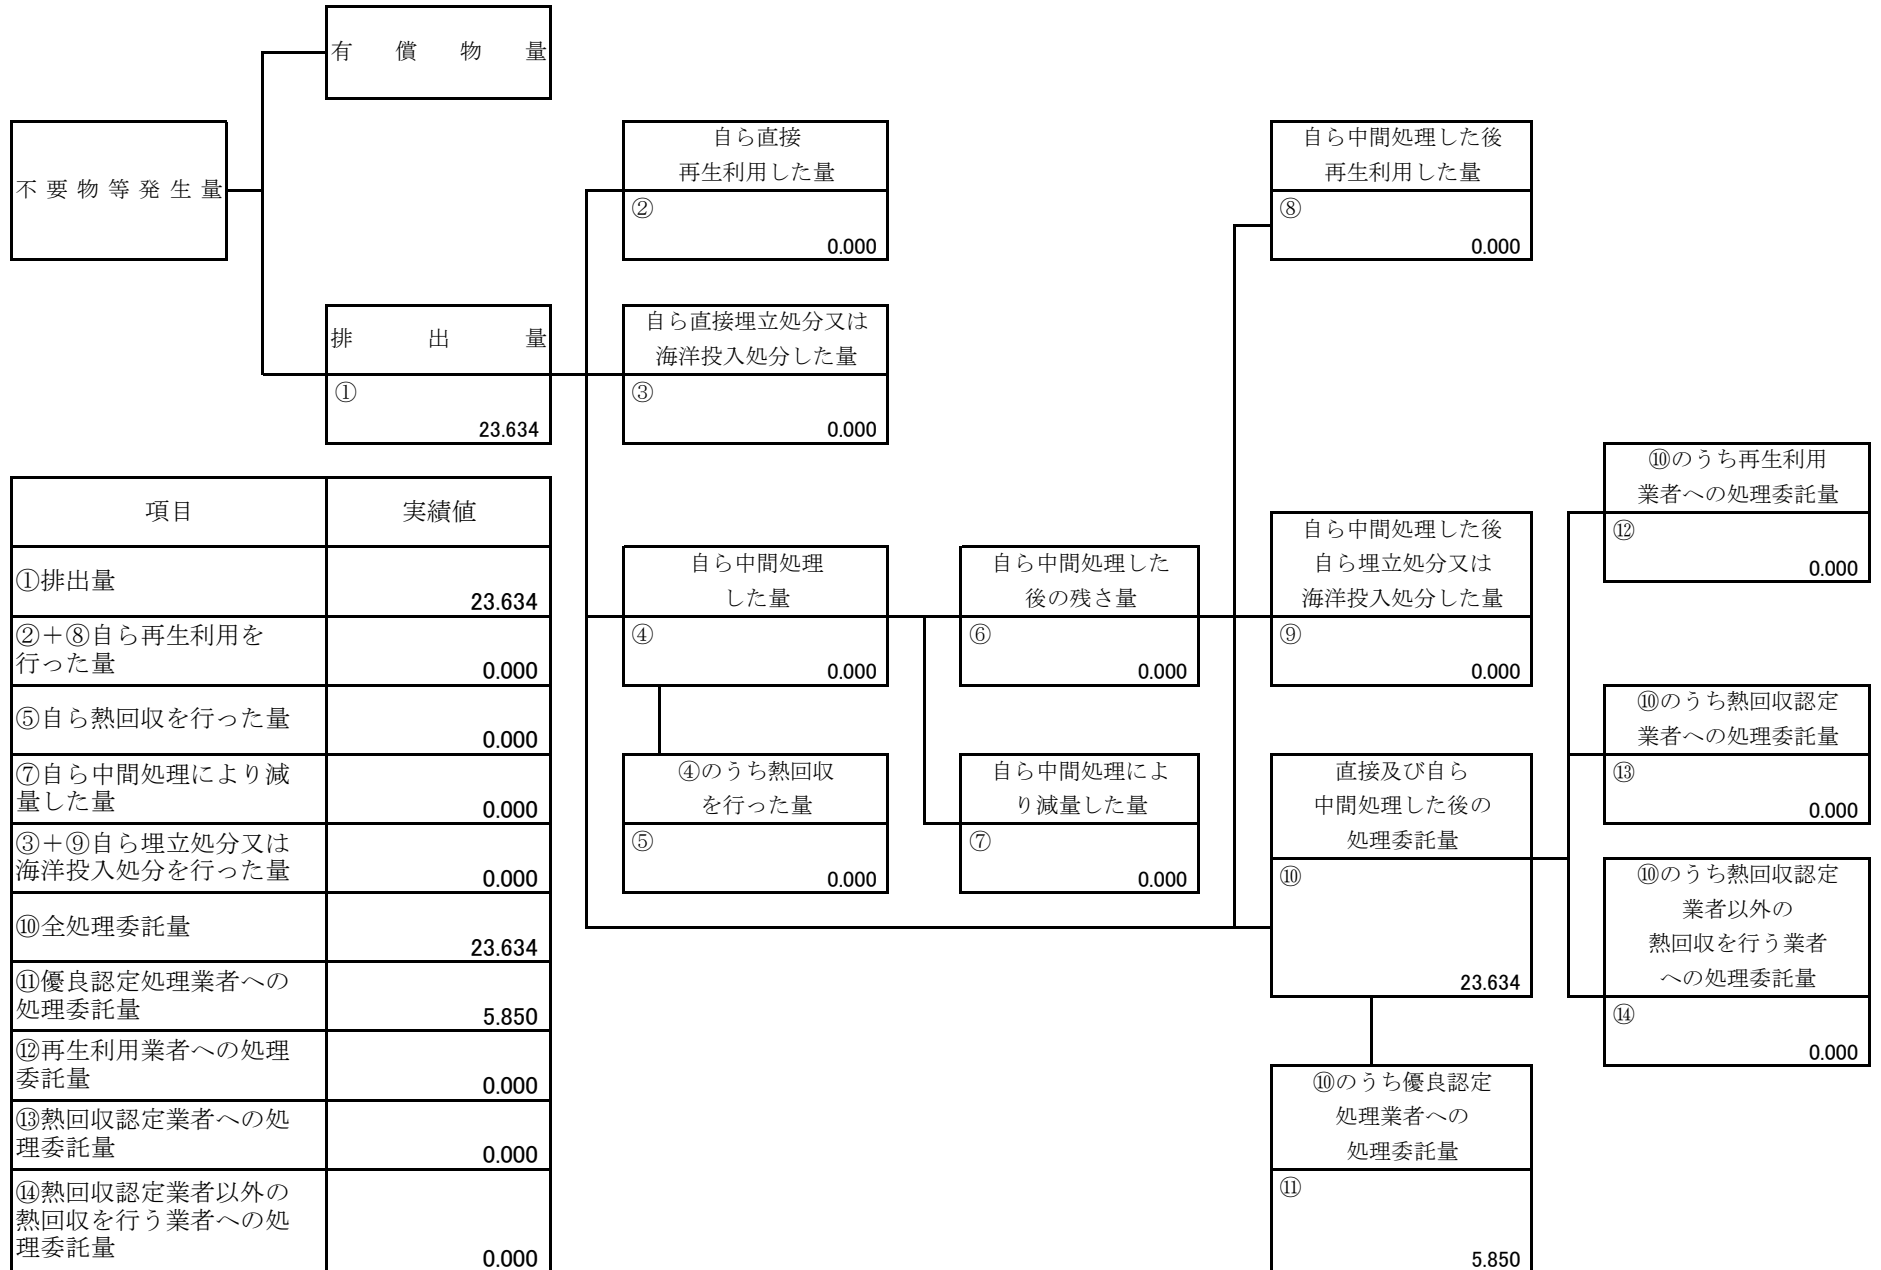 有償物量
不要物等発生量
自ら直接
再生利用した量
②
0.000
自ら中間処理した後
再生利用した量
⑧
0.000
排出量
①
23.634
自ら直接埋立処分又は
海洋投入処分した量
③
0.000
⑩のうち再生利用
業者への処理委託量
⑫
0.000
自ら中間処理
した量
④
0.000
自ら中間処理した
後の残さ量
⑥
0.000
自ら中間処理した後
自ら埋立処分又は
海洋投入処分した量
⑨
0.000
⑩のうち熱回収認定
業者への処理委託量
⑬
0.000
④のうち熱回収
を行った量
⑤
0.000
自ら中間処理によ
り減量した量
⑦
0.000
直接及び自ら
中間処理した後の
処理委託量
⑩
23.634
⑩のうち熱回収認定
業者以外の
熱回収を行う業者
への処理委託量
⑭
0.000
⑩のうち優良認定
処理業者への
処理委託量
⑪
5.850
項目
実績値
①排出量
23.634
②＋⑧自ら再生利用を
行った量
0.000
⑤自ら熱回収を行った量
0.000
⑦自ら中間処理により減
量した量
0.000
③＋⑨自ら埋立処分又は
海洋投入処分を行った量
0.000
⑩全処理委託量
23.634
⑪優良認定処理業者への
処理委託量
5.850
⑫再生利用業者への処理
委託量
0.000
⑬熱回収認定業者への処
理委託量
0.000
⑭熱回収認定業者以外の
熱回収を行う業者への処
理委託量
0.000